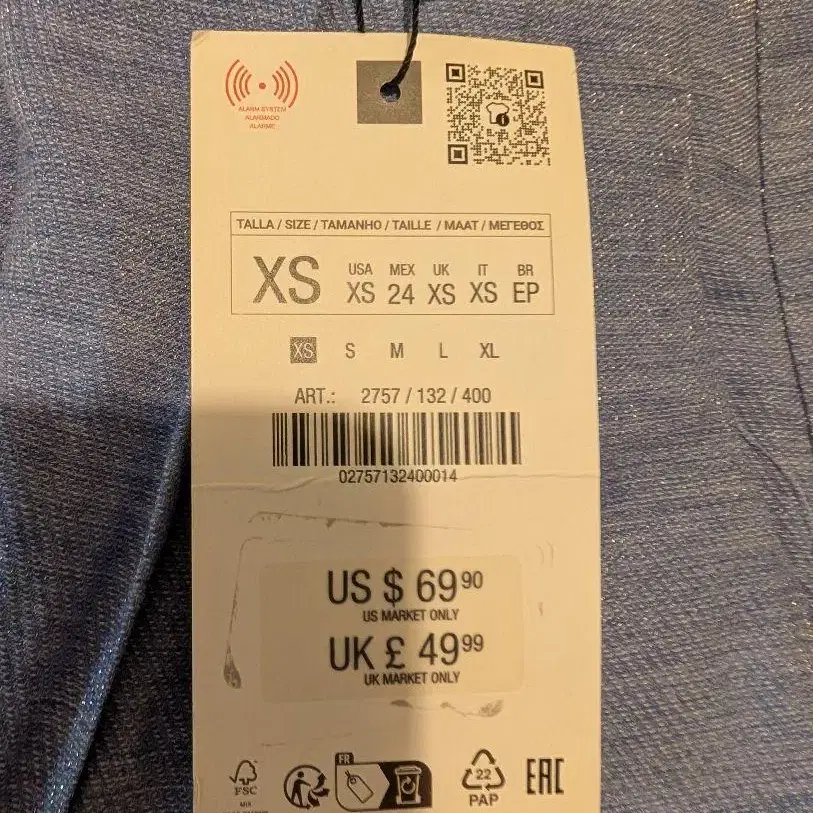 ALARM SYSTEM
ALARMADO
ALARME
TALLA / SIZE / TAMANHO / TAILLE / MAAT / ΜΕΓΕΘΟΣ
XS
USA MEX UK IT BR
XS 24 XS XS EP
XS S M L XL
ART.: 2757 / 132 / 400
02757132400014
US $ 69 90
US MARKET ONLY
UK £ 49 99
UK MARKET ONLY
FR
FSC
MIX
22
PAP
EAC